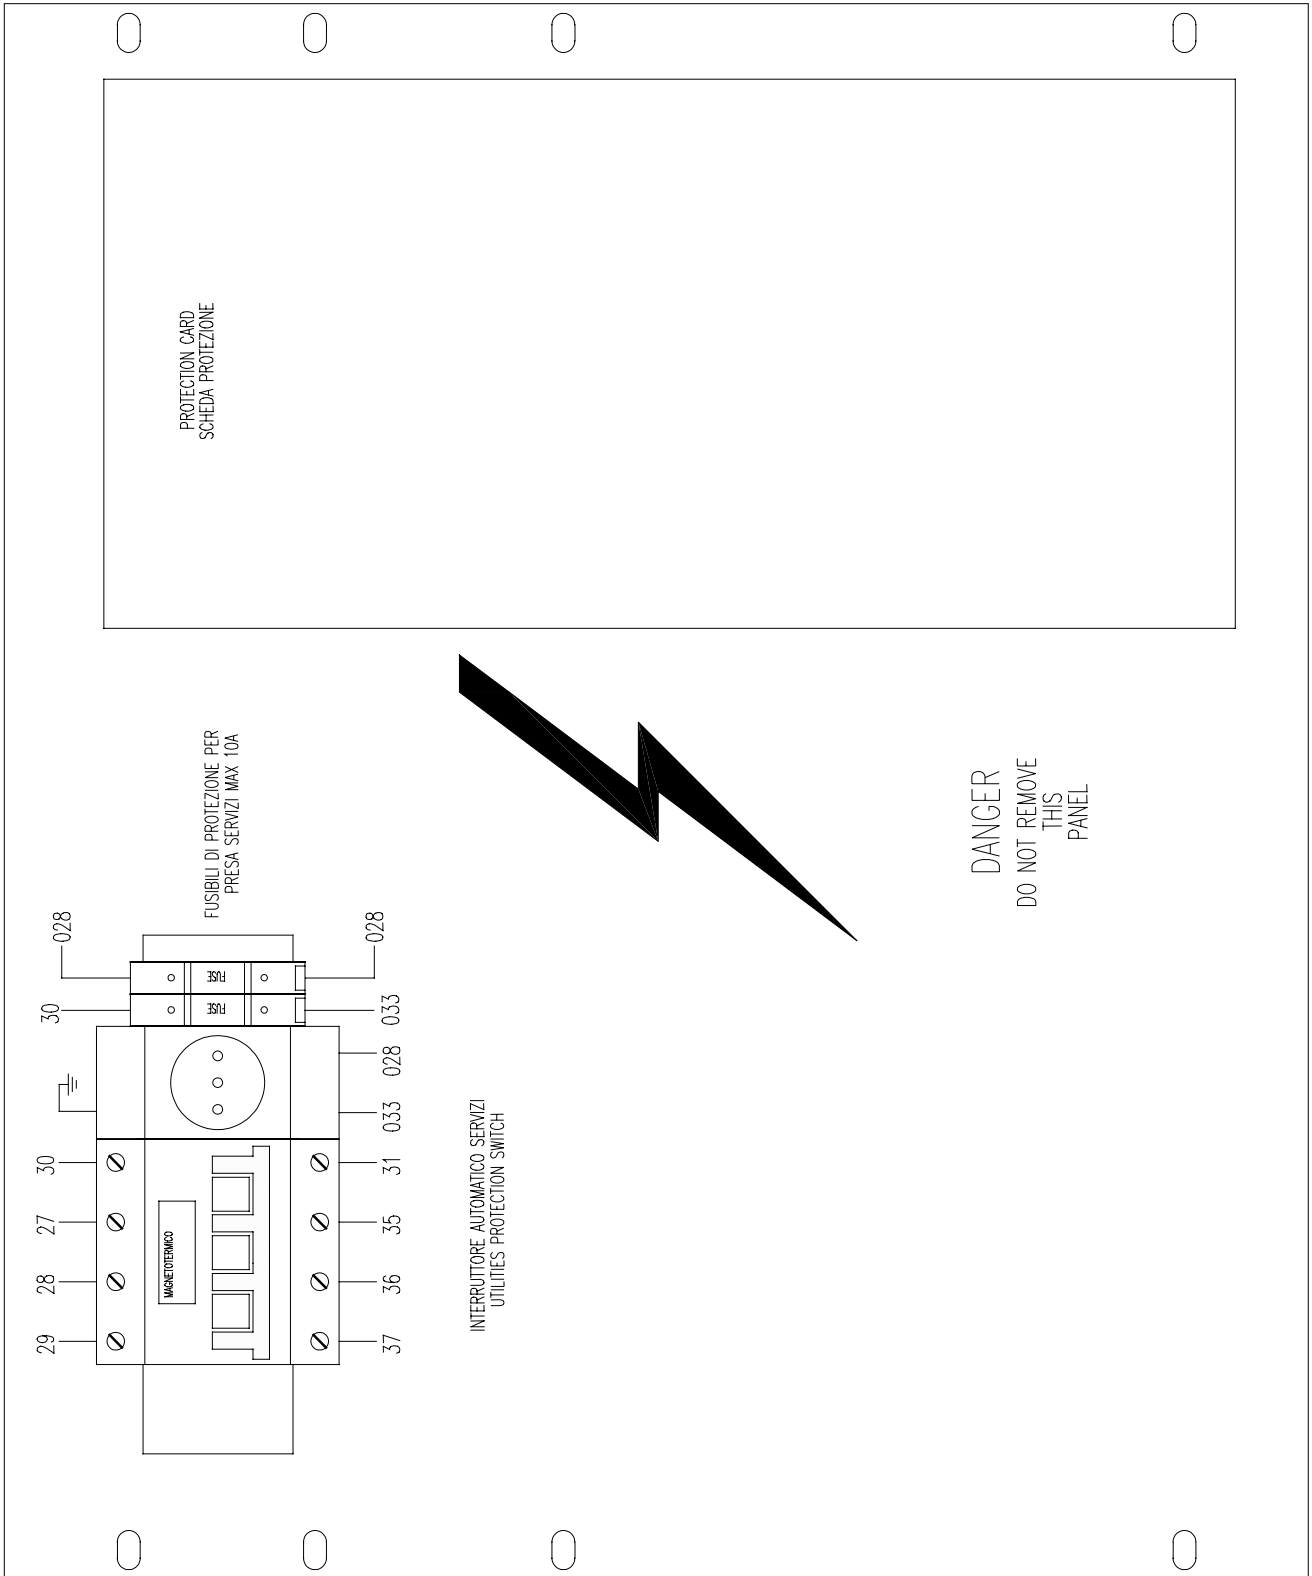 29
28
27
30
30
028
MAGNETOTERMICO
FUSE
FUSE
37
36
35
31
033
028
033
028
FUSIBILI DI PROTEZIONE PER
PRESA SERVIZI MAX 10A
PROTECTION CARD
SCHEDA PROTEZIONE
INTERRUTTORE AUTOMATICO SERVIZI
UTILITIES PROTECTION SWITCH
DANGER
DO NOT REMOVE
THIS
PANEL